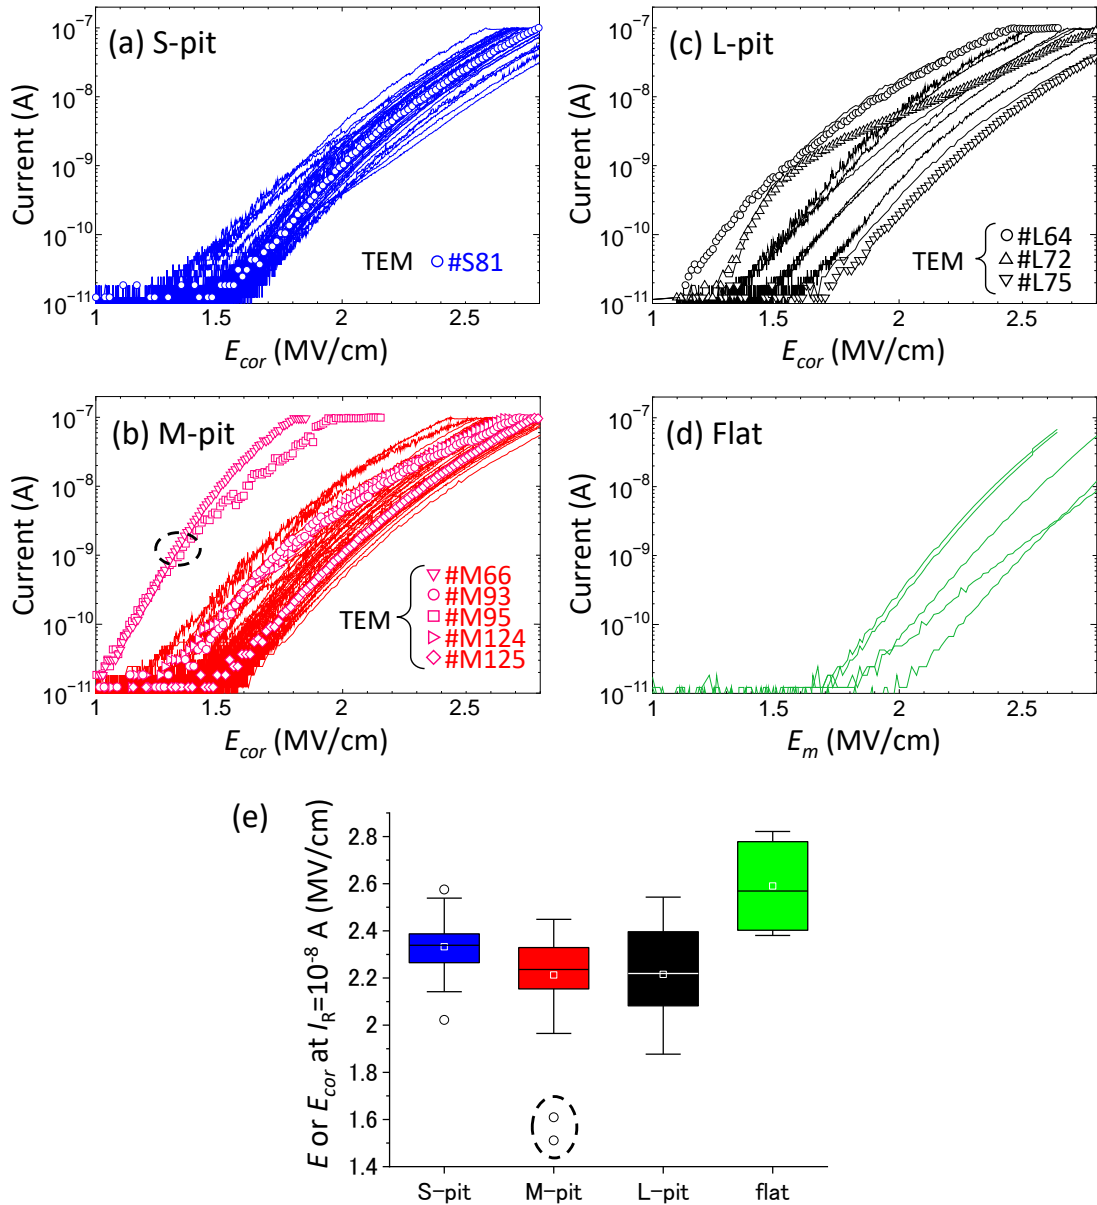 (a) S-pit
Current (A)
10⁻⁷
10⁻⁸
10⁻⁹
10⁻¹⁰
10⁻¹¹
TEM
#S81
1 1.5 2 2.5
E_cor (MV/cm)
(c) L-pit
Current (A)
10⁻⁷
10⁻⁸
10⁻⁹
10⁻¹⁰
10⁻¹¹
TEM
#L64
#L72
#L75
1 1.5 2 2.5
E_cor (MV/cm)
(b) M-pit
Current (A)
10⁻⁷
10⁻⁸
10⁻⁹
10⁻¹⁰
10⁻¹¹
TEM
#M66
#M93
#M95
#M124
#M125
1 1.5 2 2.5
E_cor (MV/cm)
(d) Flat
Current (A)
10⁻⁷
10⁻⁸
10⁻⁹
10⁻¹⁰
10⁻¹¹
1 1.5 2 2.5
E_m (MV/cm)
(e)
E or E_cor at I_R=10⁻⁸ A (MV/cm)
2.8
2.6
2.4
2.2
2
1.8
1.6
1.4
S-pit M-pit L-pit flat